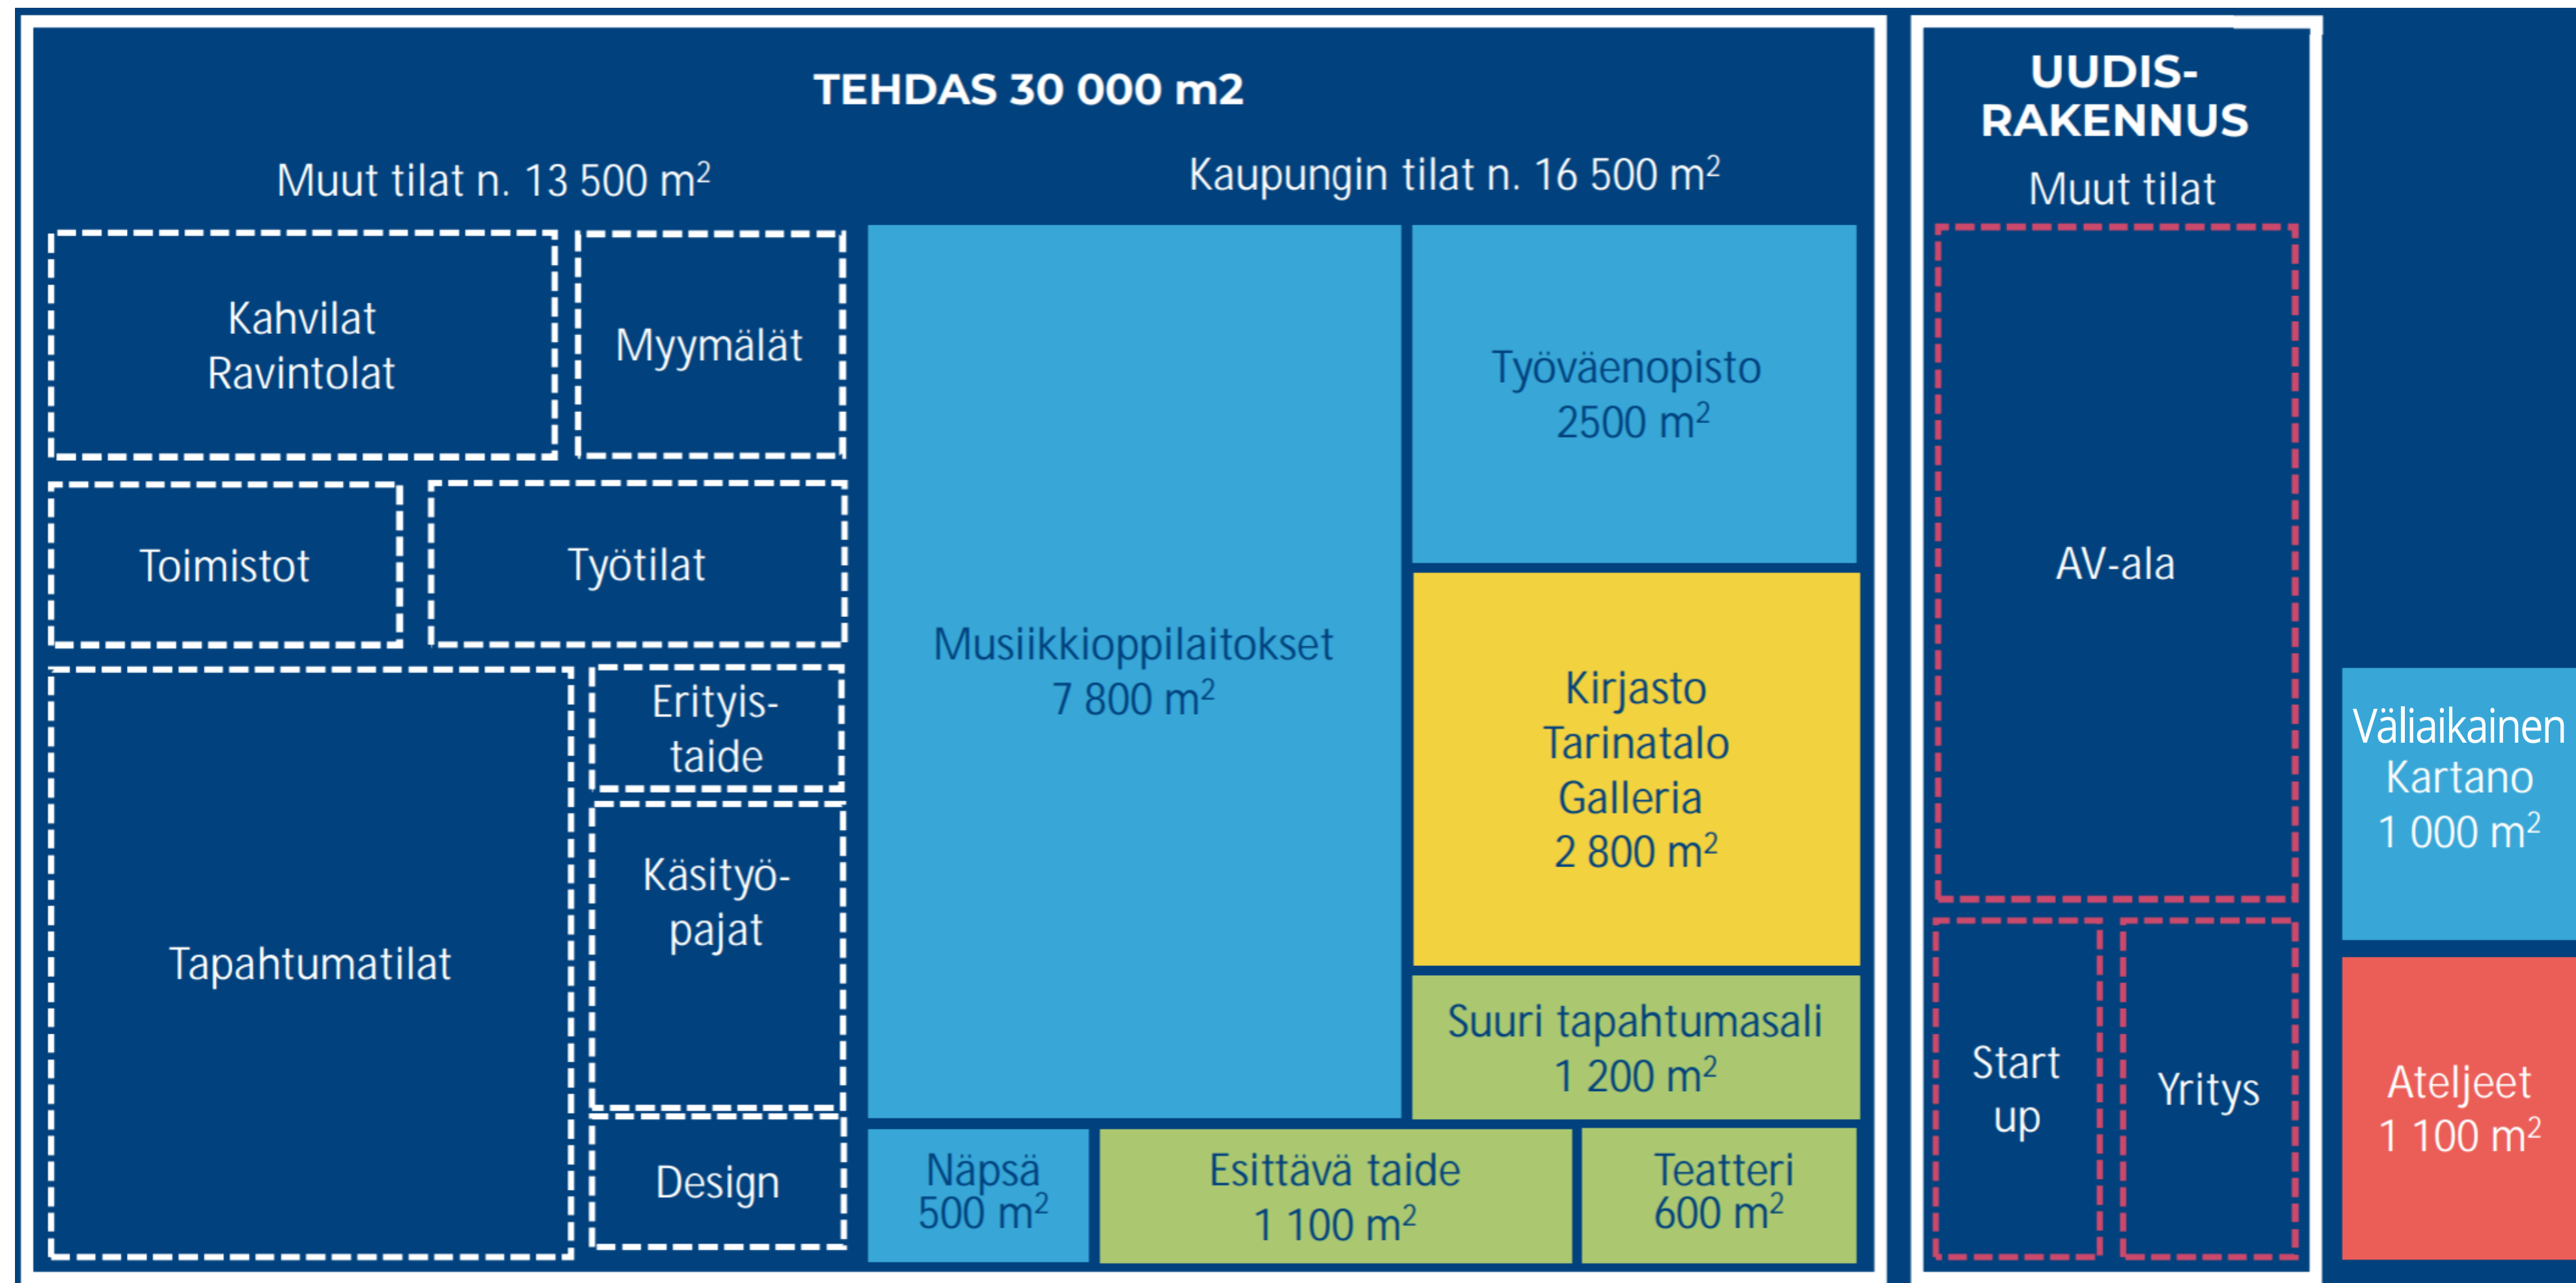 TEHDAS 30 000 m2
Muut tilat n. 13 500 m²
Kaupungin tilat n. 16 500 m²
Kahvilat
Ravintolat
Myymälät
Toimistot
Työtilat
Tapahtumatilat
Erityis-
taide
Käsityö-
pajat
Design
Musiikkioppilaitokset
7 800 m²
Työväenopisto
2500 m²
Kirjasto
Tarinatalo
Galleria
2 800 m²
Suuri tapahtumasali
1 200 m²
Näpsä
500 m²
Esittävä taide
1 100 m²
Teatteri
600 m²
UUDIS-
RAKENNUS
Muut tilat
AV-ala
Start
up
Yritys
Väliaikainen
Kartano
1 000 m²
Ateljeet
1 100 m²